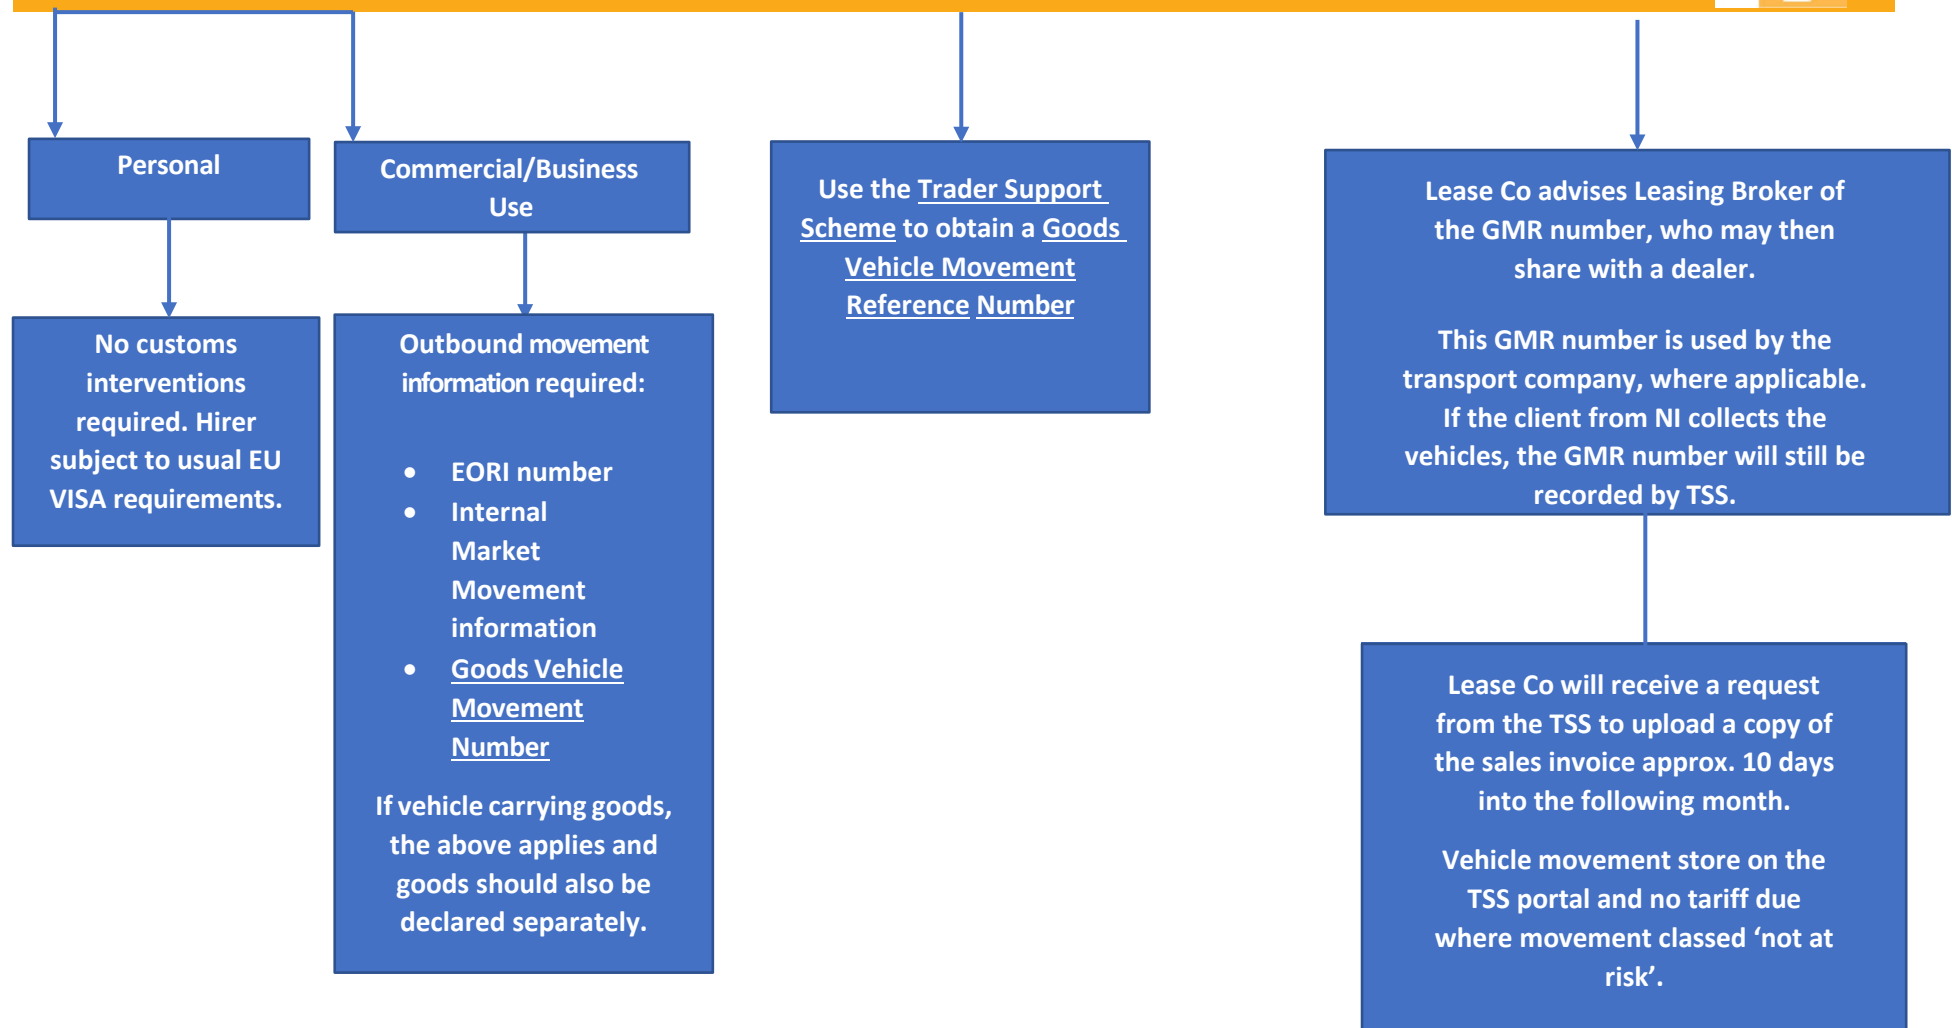 Personal
No customs
interventions
required. Hirer
subject to usual EU
VISA requirements.
Commercial/Business
Use
Outbound movement
information required:
• EORI number
• Internal
Market
Movement
information
• Goods Vehicle
Movement
Number
If vehicle carrying goods,
the above applies and
goods should also be
declared separately.
Use the Trader Support
Scheme to obtain a Goods
Vehicle Movement
Reference Number
Lease Co advises Leasing Broker of
the GMR number, who may then
share with a dealer.
This GMR number is used by the
transport company, where applicable.
If the client from NI collects the
vehicles, the GMR number will still be
recorded by TSS.
Lease Co will receive a request
from the TSS to upload a copy of
the sales invoice approx. 10 days
into the following month.
Vehicle movement store on the
TSS portal and no tariff due
where movement classed ‘not at
risk’.